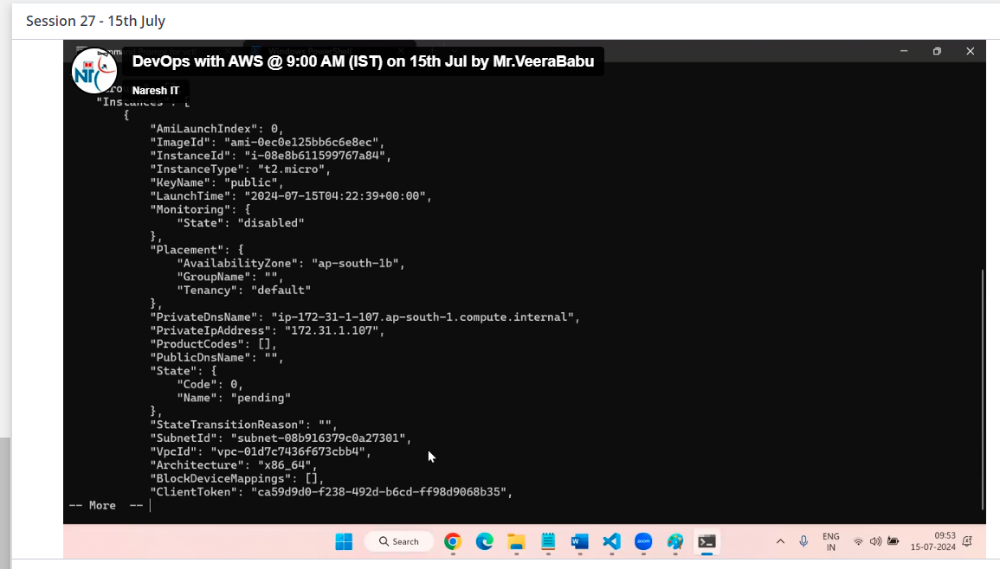 Session 27 - 15th July
DevOps with AWS @ 9:00 AM (IST) on 15th Jul by Mr.VeeraBabu
Naresh IT
"Instances": [
{
"AmiLaunchIndex": 0,
"ImageId": "ami-0ec0e125bb6c6e8ec",
"InstanceId": "i-08e8b611599767a84",
"InstanceType": "t2.micro",
"KeyName": "public",
"LaunchTime": "2024-07-15T04:22:39+00:00",
"Monitoring": {
"State": "disabled"
},
"Placement": {
"AvailabilityZone": "ap-south-1b",
"GroupName": "",
"Tenancy": "default"
},
"PrivateDnsName": "ip-172-31-1-107.ap-south-1.compute.internal",
"PrivateIpAddress": "172.31.1.107",
"ProductCodes": [],
"PublicDnsName": "",
"State": {
"Code": 0,
"Name": "pending"
},
"StateTransitionReason": "",
"SubnetId": "subnet-08b916379c0a27301",
"VpcId": "vpc-01d7c7436f673cbb4",
"Architecture": "x86_64",
"BlockDeviceMappings": [],
"ClientToken": "ca59d9d0-f238-492d-b6cd-ff98d9068b35",
-- More --
Search
ENG
IN
09:53
15-07-2024